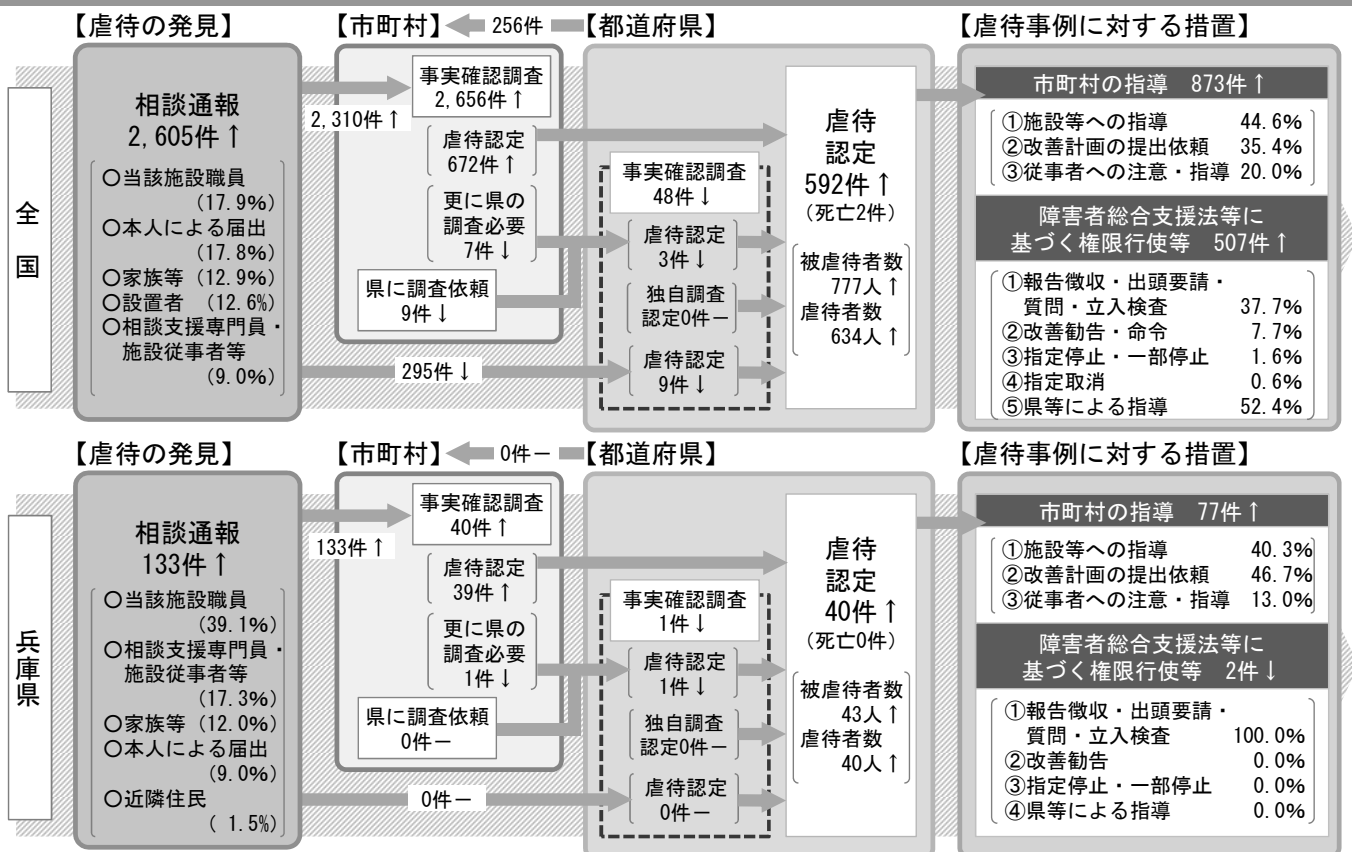 【虐待の発見】
【市町村】
256件
【都道府県】
【虐待事例に対する措置】
全国
相談通報
2,605件↑
○当該施設職員
(17.9%)
○本人による届出
(17.8%)
○家族等 (12.9%)
○設置者 (12.6%)
○相談支援専門員・
施設従事者等
(9.0%)
2,310件↑
295件↓
事実確認調査
2,656件↑
虐待認定
672件↑
更に県の
調査必要
7件↓
県に調査依頼
9件↓
事実確認調査
48件↓
虐待認定
3件↓
独自調査
認定0件－
虐待認定
9件↓
虐待
認定
592件↑
(死亡2件)
被虐待者数
777人↑
虐待者数
634人↑
市町村の指導 873件↑
①施設等への指導 44.6%
②改善計画の提出依頼 35.4%
③従事者への注意・指導 20.0%
障害者総合支援法等に
基づく権限行使等 507件↑
①報告徴収・出頭要請・
質問・立入検査 37.7%
②改善勧告・命令 7.7%
③指定停止・一部停止 1.6%
④指定取消 0.6%
⑤県等による指導 52.4%
【虐待の発見】
【市町村】
0件－
【都道府県】
【虐待事例に対する措置】
兵庫県
相談通報
133件↑
○当該施設職員
(39.1%)
○相談支援専門員・
施設従事者等
(17.3%)
○家族等 (12.0%)
○本人による届出
(9.0%)
○近隣住民
( 1.5%)
133件↑
0件－
事実確認調査
40件↑
虐待認定
39件↑
更に県の
調査必要
1件↓
県に調査依頼
0件－
事実確認調査
1件↓
虐待認定
1件↓
独自調査
認定0件－
虐待認定
0件－
虐待
認定
40件↑
(死亡0件)
被虐待者数
43人↑
虐待者数
40人↑
市町村の指導 77件↑
①施設等への指導 40.3%
②改善計画の提出依頼 46.7%
③従事者への注意・指導 13.0%
障害者総合支援法等に
基づく権限行使等 2件↓
①報告徴収・出頭要請・
質問・立入検査 100.0%
②改善勧告 0.0%
③指定停止・一部停止 0.0%
④県等による指導 0.0%